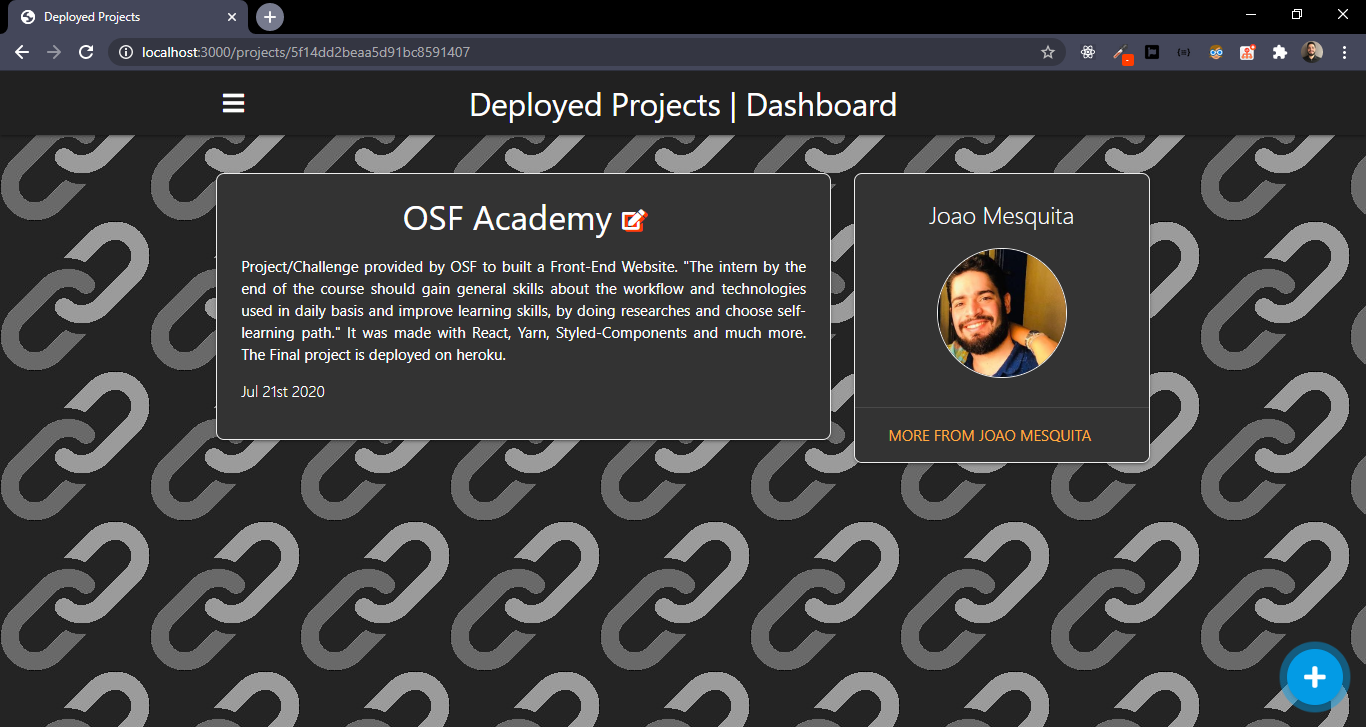 Deployed Projects
localhost:3000/projects/5f14dd2beaa5d91bc8591407
Deployed Projects | Dashboard
OSF Academy
Project/Challenge provided by OSF to built a Front-End Website. "The intern by the
end of the course should gain general skills about the workflow and technologies
used in daily basis and improve learning skills, by doing researches and choose self-
learning path." It was made with React, Yarn, Styled-Components and much more.
The Final project is deployed on heroku.
Jul 21st 2020
Joao Mesquita
MORE FROM JOAO MESQUITA